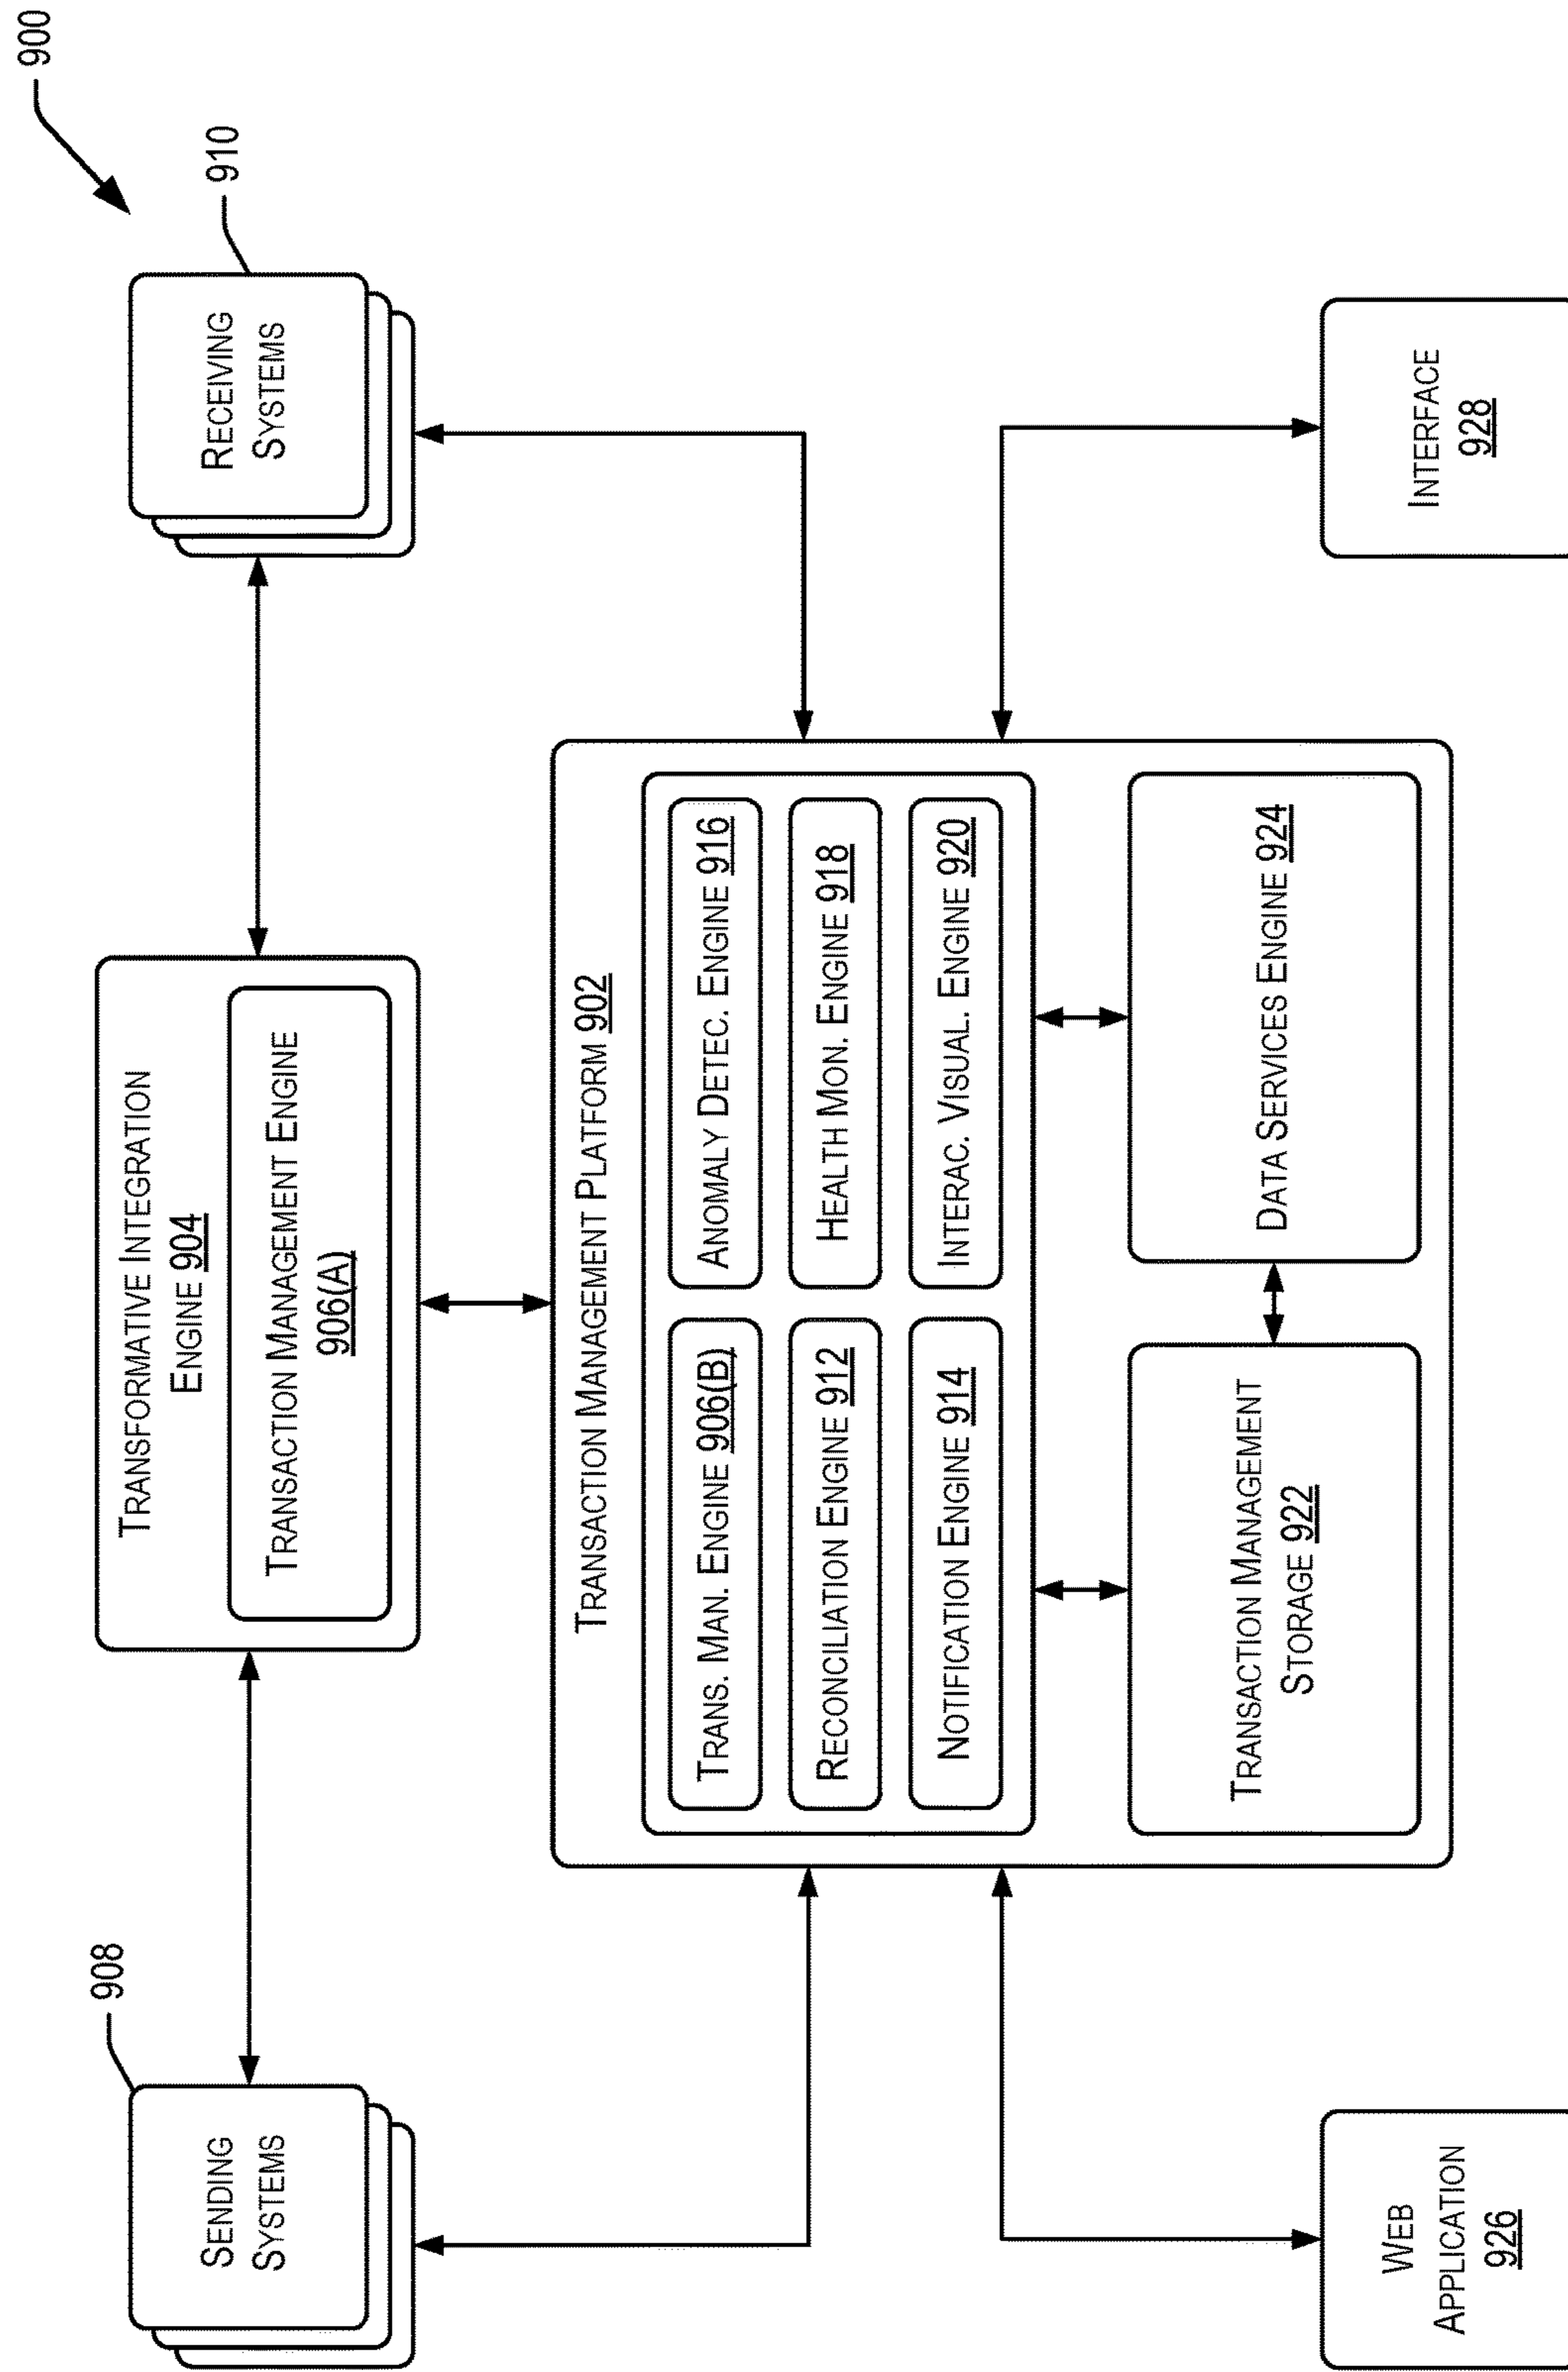 900
908
SENDING
SYSTEMS
TRANSFORMATIVE INTEGRATION
ENGINE 904
TRANSACTION MANAGEMENT ENGINE
906(A)
910
RECEIVING
SYSTEMS
TRANSACTION MANAGEMENT PLATFORM 902
TRANS. MAN. ENGINE 906(B)
ANOMALY DETEC. ENGINE 916
RECONCILIATION ENGINE 912
HEALTH MON. ENGINE 918
NOTIFICATION ENGINE 914
INTERAC. VISUAL. ENGINE 920
TRANSACTION MANAGEMENT
STORAGE 922
DATA SERVICES ENGINE 924
WEB
APPLICATION
926
INTERFACE
928